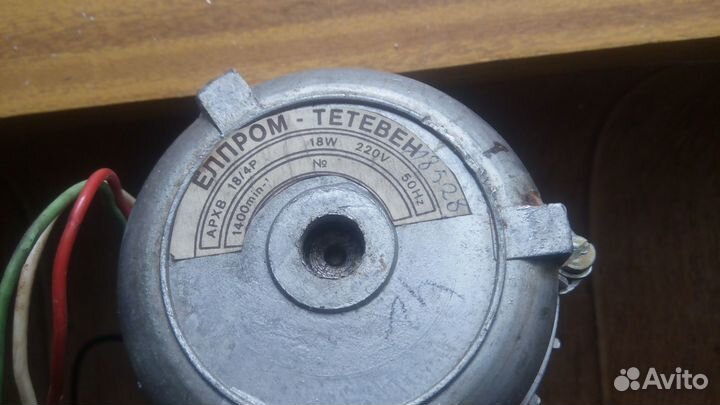 ЕЛПРОМ - ТЕТЕВЕН
АРХВ 18/4Р 18W 220V 50Hz
1400min⁻¹ №
8528
Avito